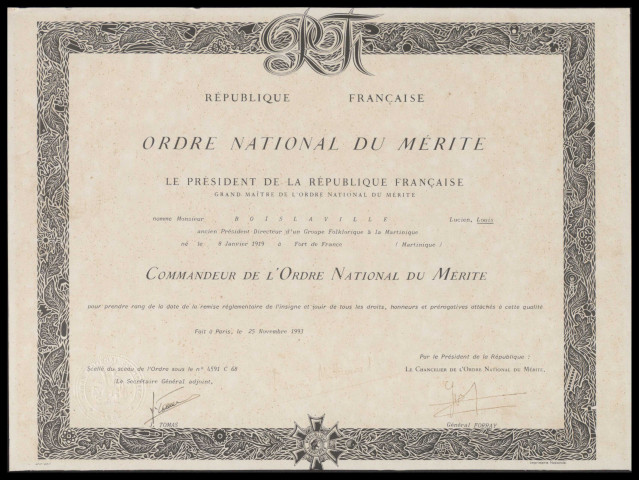 RF
RÉPUBLIQUE FRANÇAISE
ORDRE NATIONAL DU MÉRITE
LE PRÉSIDENT DE LA RÉPUBLIQUE FRANÇAISE
GRAND MAÎTRE DE L'ORDRE NATIONAL DU MÉRITE
nomme Monsieur BOISLAVILLE Lucien, Louis
ancien Président Directeur d'un Groupe Folklorique à la Martinique
né le 9 Janvier 1919 à Fort de France (Martinique)
COMMANDEUR DE L'ORDRE NATIONAL DU MÉRITE
pour prendre rang de la date de la remise réglementaire de l'insigne et jouir de tous les droits, honneurs et prérogatives attachés à cette qualité
Fait à Paris, le 25 Novembre 1993
Par le Président de la République :
Scellé du sceau de l'Ordre sous le n° 4591 C 68
LE CHANCELIER DE L'ORDRE NATIONAL DU MÉRITE,
Le Secrétaire Général adjoint,
TOMAS
Général FORRAY